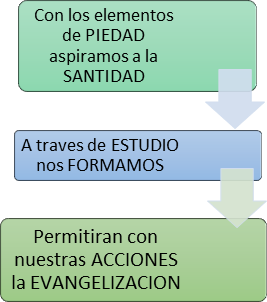 Con los elementos
de PIEDAD
aspiramos a la
SANTIDAD
A traves de ESTUDIO
nos FORMAMOS
Permitiran con
nuestras ACCIONES
la EVANGELIZACION